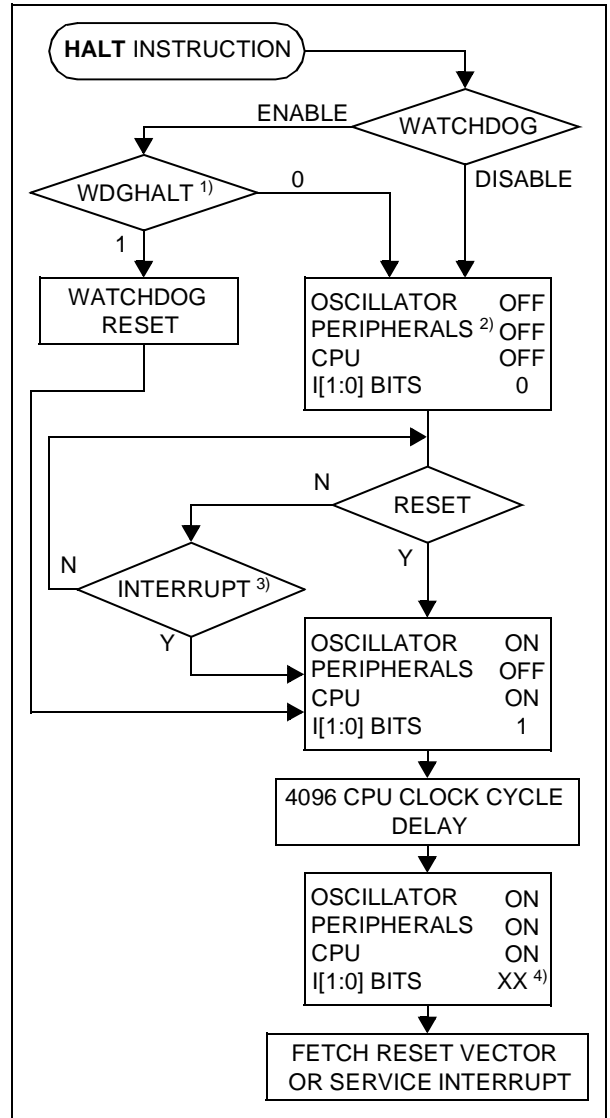 HALT INSTRUCTION
ENABLE
WATCHDOG
WDGHALT 1)
0
DISABLE
1
WATCHDOG
RESET
OSCILLATOR OFF
PERIPHERALS 2) OFF
CPU OFF
I[1:0] BITS 0
N
RESET
N
INTERRUPT 3)
Y
Y
OSCILLATOR ON
PERIPHERALS OFF
CPU ON
I[1:0] BITS 1
4096 CPU CLOCK CYCLE
DELAY
OSCILLATOR ON
PERIPHERALS ON
CPU ON
I[1:0] BITS XX 4)
FETCH RESET VECTOR
OR SERVICE INTERRUPT